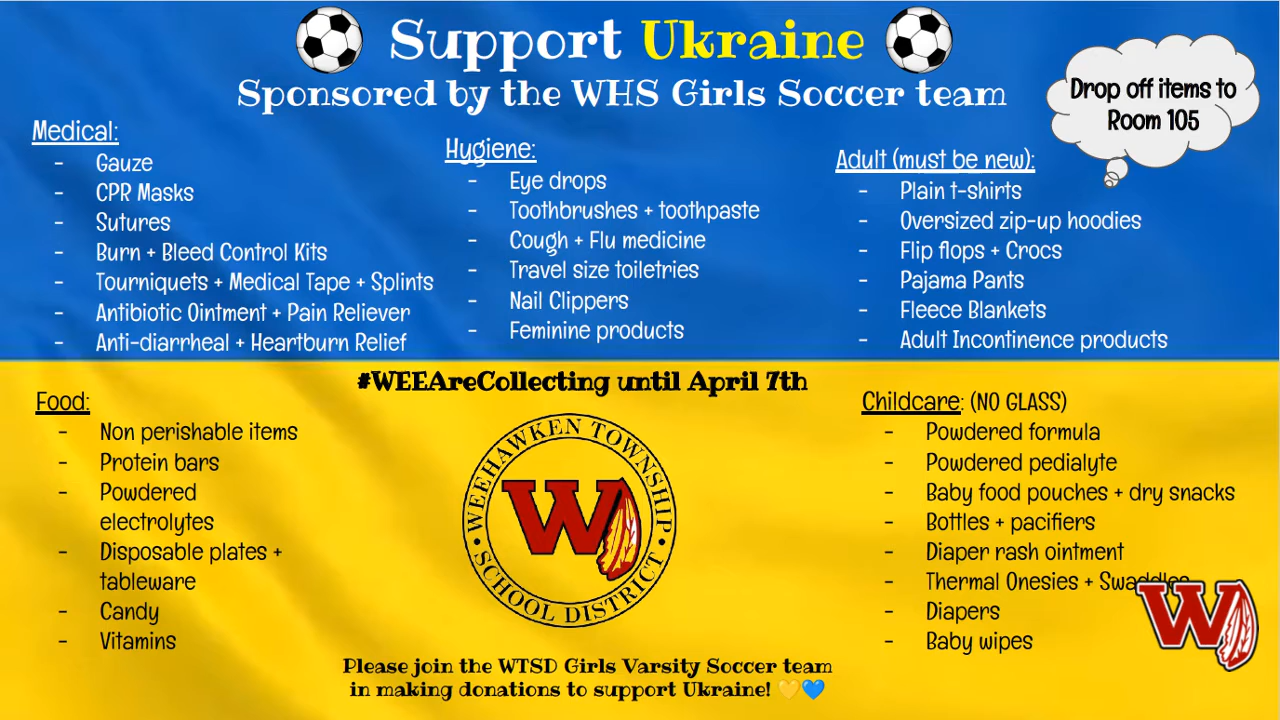 Support Ukraine
Sponsored by the WHS Girls Soccer team
Drop off items to
Room 105
Medical:
- Gauze
- CPR Masks
- Sutures
- Burn + Bleed Control Kits
- Tourniquets + Medical Tape + Splints
- Antibiotic Ointment + Pain Reliever
- Anti-diarrheal + Heartburn Relief
Hygiene:
- Eye drops
- Toothbrushes + toothpaste
- Cough + Flu medicine
- Travel size toiletries
- Nail Clippers
- Feminine products
Adult (must be new):
- Plain t-shirts
- Oversized zip-up hoodies
- Flip flops + Crocs
- Pajama Pants
- Fleece Blankets
- Adult Incontinence products
#WEEAreCollecting until April 7th
Food:
- Non perishable items
- Protein bars
- Powdered
electrolytes
- Disposable plates +
tableware
- Candy
- Vitamins
WEEHAWKEN TOWNSHIP
W
• SCHOOL DISTRICT •
Childcare: (NO GLASS)
- Powdered formula
- Powdered pedialyte
- Baby food pouches + dry snacks
- Bottles + pacifiers
- Diaper rash ointment
- Thermal Onesies + Swaddles
- Diapers
- Baby wipes
W
Please join the WTSD Girls Varsity Soccer team
in making donations to support Ukraine! 💛💙